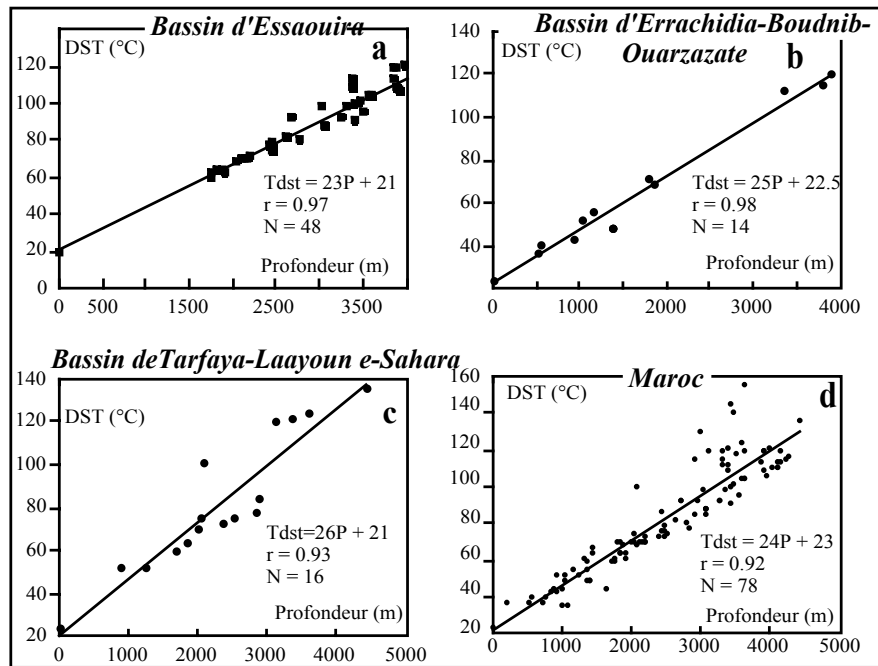 Bassin d'Essaouira
DST (°C)
a
120
100
80
60
40
20
0
Tdst = 23P + 21
r = 0.97
N = 48
Profondeur (m)
0 500 1500 2500 3500
Bassin d'Errachidia-Boudnib-
Ouarzazate
DST (°C)
b
120
100
80
60
40
Tdst = 25P + 22.5
r = 0.98
N = 14
Profondeur (m)
0 1000 2000 3000 4000
Bassin deTarfaya-Laayoun e-Sahara
DST (°C)
c
140
120
100
80
60
40
20
Tdst=26P + 21
r = 0.93
N = 16
Profondeur (m)
0 1000 2000 3000 4000 5000
Maroc
DST (°C)
d
160
140
120
100
80
60
40
20
Tdst = 24P + 23
r = 0.92
N = 78
Profondeur (m)
0 1000 2000 3000 4000 5000